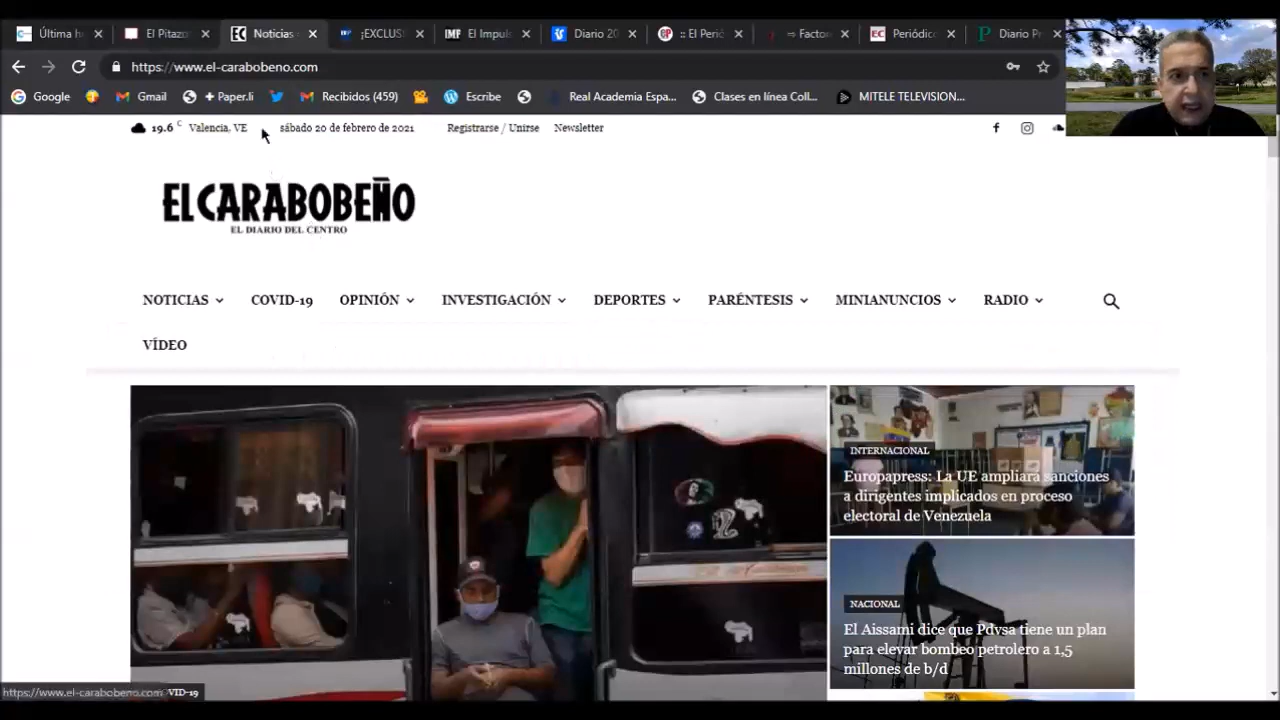 Última h
El Pitazo
Noticias
¡EXCLUS
El Impuls
Diario 20
:: El Perió
Factor
Periódic
Diario Pr
https://www.el-carabobeno.com
Google
Gmail
+ Paper.li
Recibidos (459)
Escribe
Real Academia Espa...
Clases en línea Coll...
MITELE TELEVISION...
19.6 C Valencia, VE
sábado 20 de febrero de 2021
Registrarse / Unirse
Newsletter
EL CARABOBEÑO
EL DIARIO DEL CENTRO
NOTICIAS
COVID-19
OPINIÓN
INVESTIGACIÓN
DEPORTES
PARÉNTESIS
MINIANUNCIOS
RADIO
VÍDEO
INTERNACIONAL
Europapress: La UE ampliará sanciones
a dirigentes implicados en proceso
electoral de Venezuela
NACIONAL
El Aissami dice que Pdvsa tiene un plan
para elevar bombeo petrolero a 1,5
millones de b/d
https://www.el-carabobeno.com
VID-19